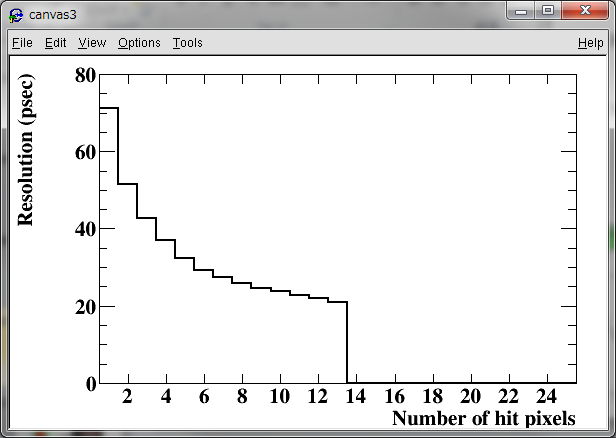 canvas3
File Edit View Options Tools Help
Resolution (psec)
80
60
40
20
0
2 4 6 8 10 12 14 16 18 20 22 24
Number of hit pixels